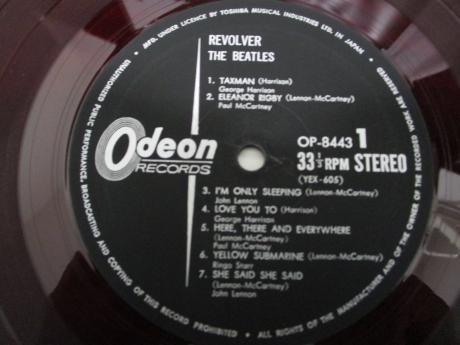 • MFD. UNDER LICENCE BY TOSHIBA MUSICAL INDUSTRIES LTD. IN JAPAN •
REVOLVER
THE BEATLES
1. TAXMAN (Harrison)
George Harrison
2. ELEANOR RIGBY (Lennon-McCartney)
Paul McCartney
Odeon
RECORDS
OP-8443 1
33 1/3 RPM STEREO
(YEX-605)
3. I'M ONLY SLEEPING (Lennon-McCartney)
John Lennon
4. LOVE YOU TO (Harrison)
George Harrison
5. HERE, THERE AND EVERYWHERE
(Lennon-McCartney)
Paul McCartney
6. YELLOW SUBMARINE (Lennon-McCartney)
Ringo Starr
7. SHE SAID SHE SAID
(Lennon-McCartney)
John Lennon
ALL RIGHTS OF THE MANUFACTURER AND OF THE OWNER OF THE RECORDED WORK ARE RESERVED
UNAUTHORIZED PUBLIC PERFORMANCE, BROADCASTING AND COPYING OF THIS RECORD PROHIBITED •